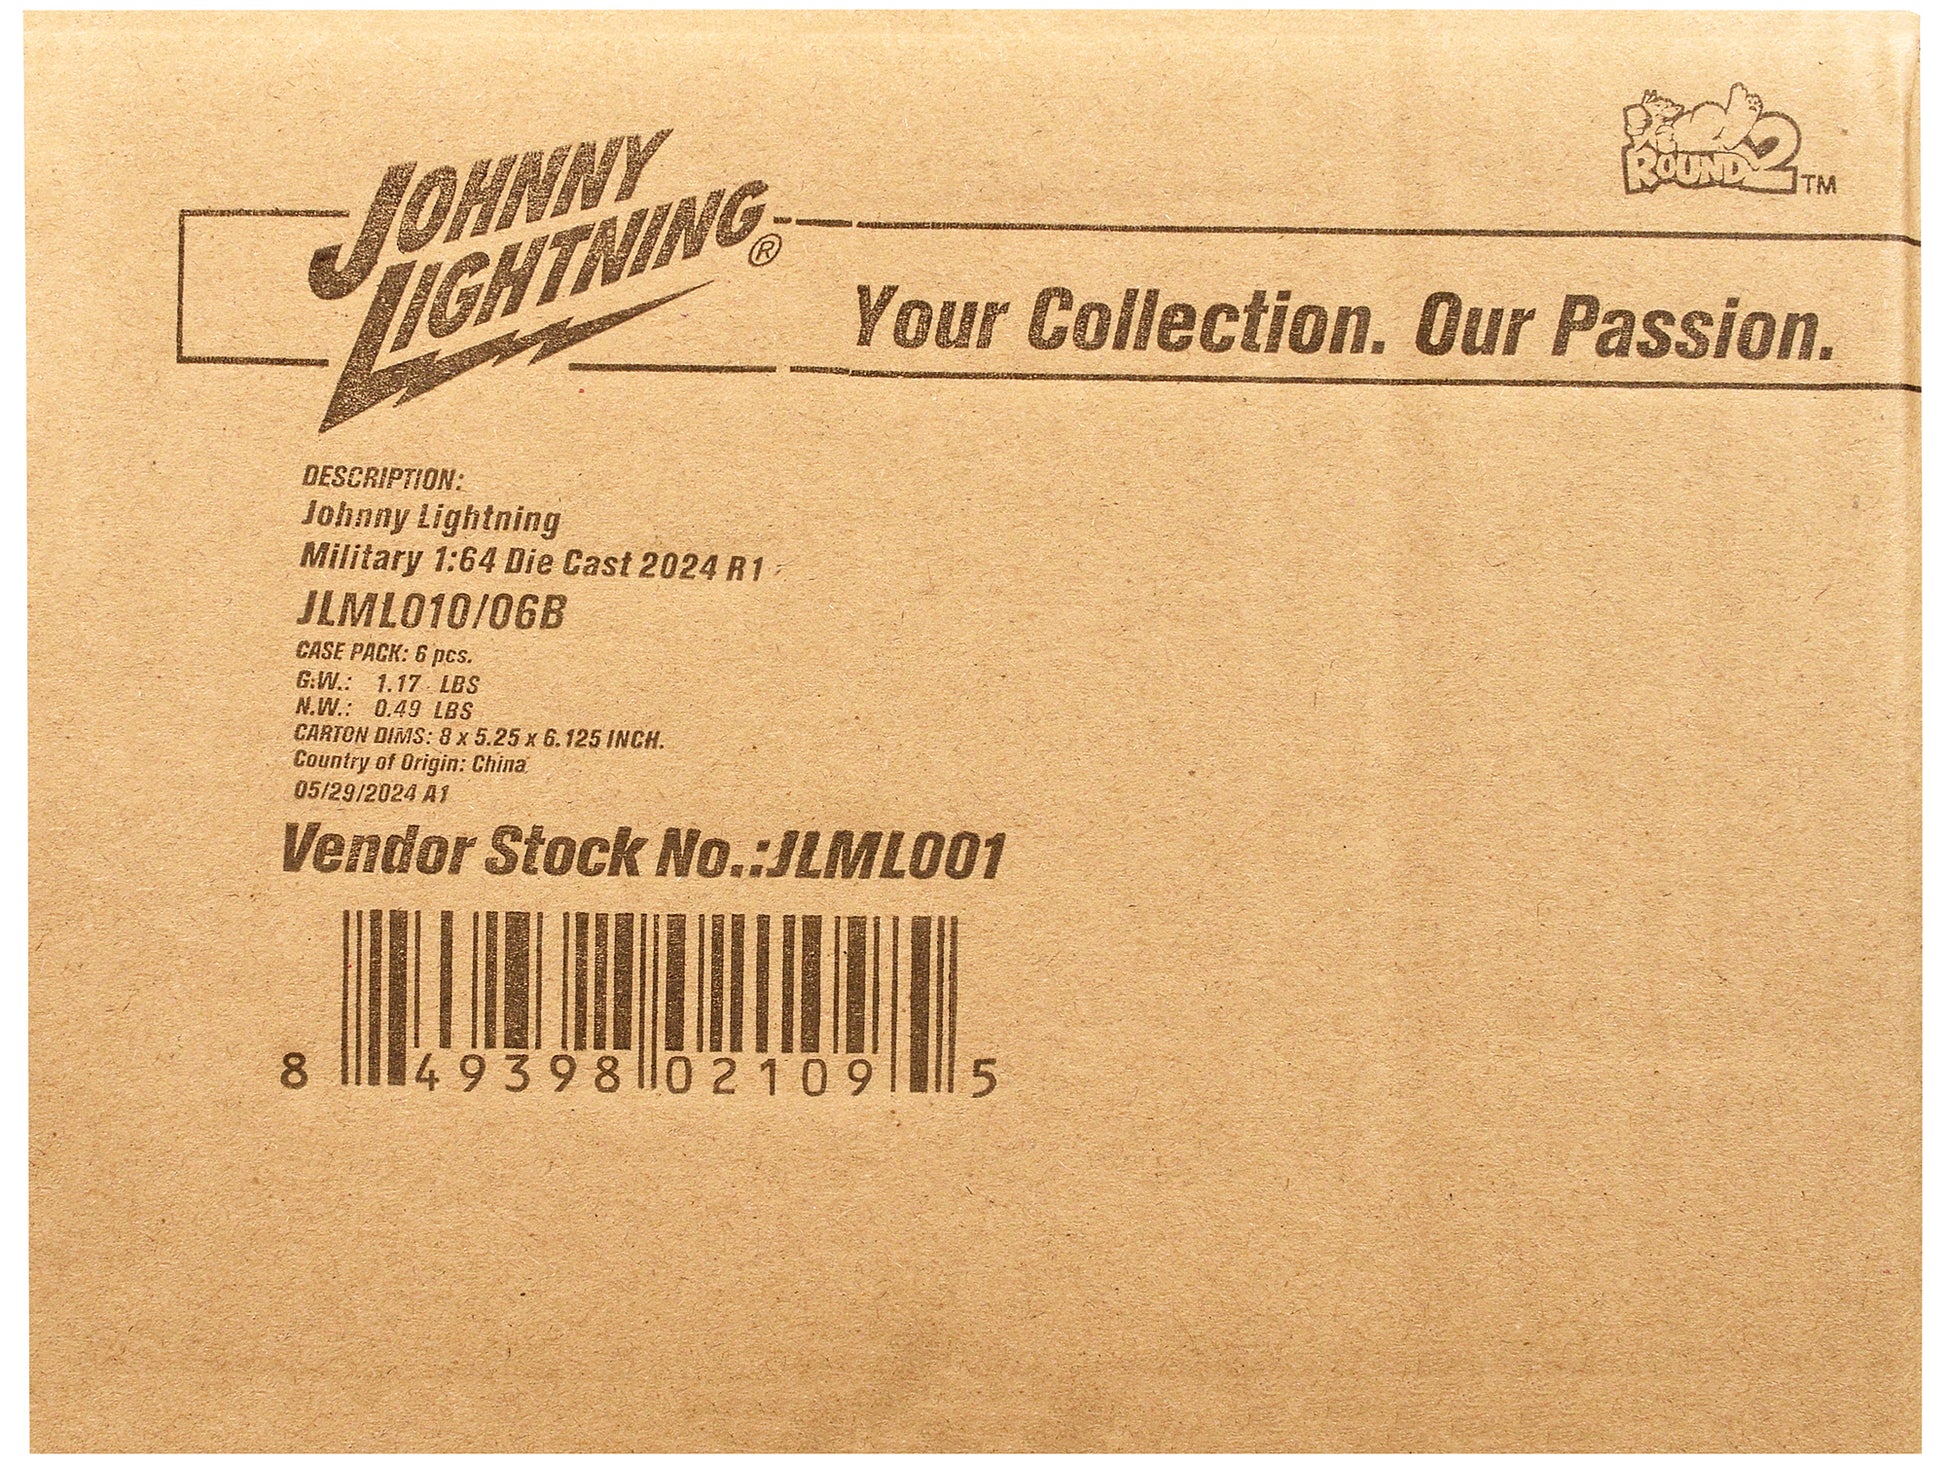 ROUND 2 TM
JOHNNY
LIGHTNING ®
Your Collection. Our Passion.
DESCRIPTION:
Johnny Lightning
Military 1:64 Die Cast 2024 R1
JLML010/06B
CASE PACK: 6 pcs.
G.W.: 1.17 LBS
N.W.: 0.49 LBS
CARTON DIMS: 8 x 5.25 x 6.125 INCH.
Country of Origin: China
05/29/2024 A1
Vendor Stock No.:JLML001
8 49398 02109 5